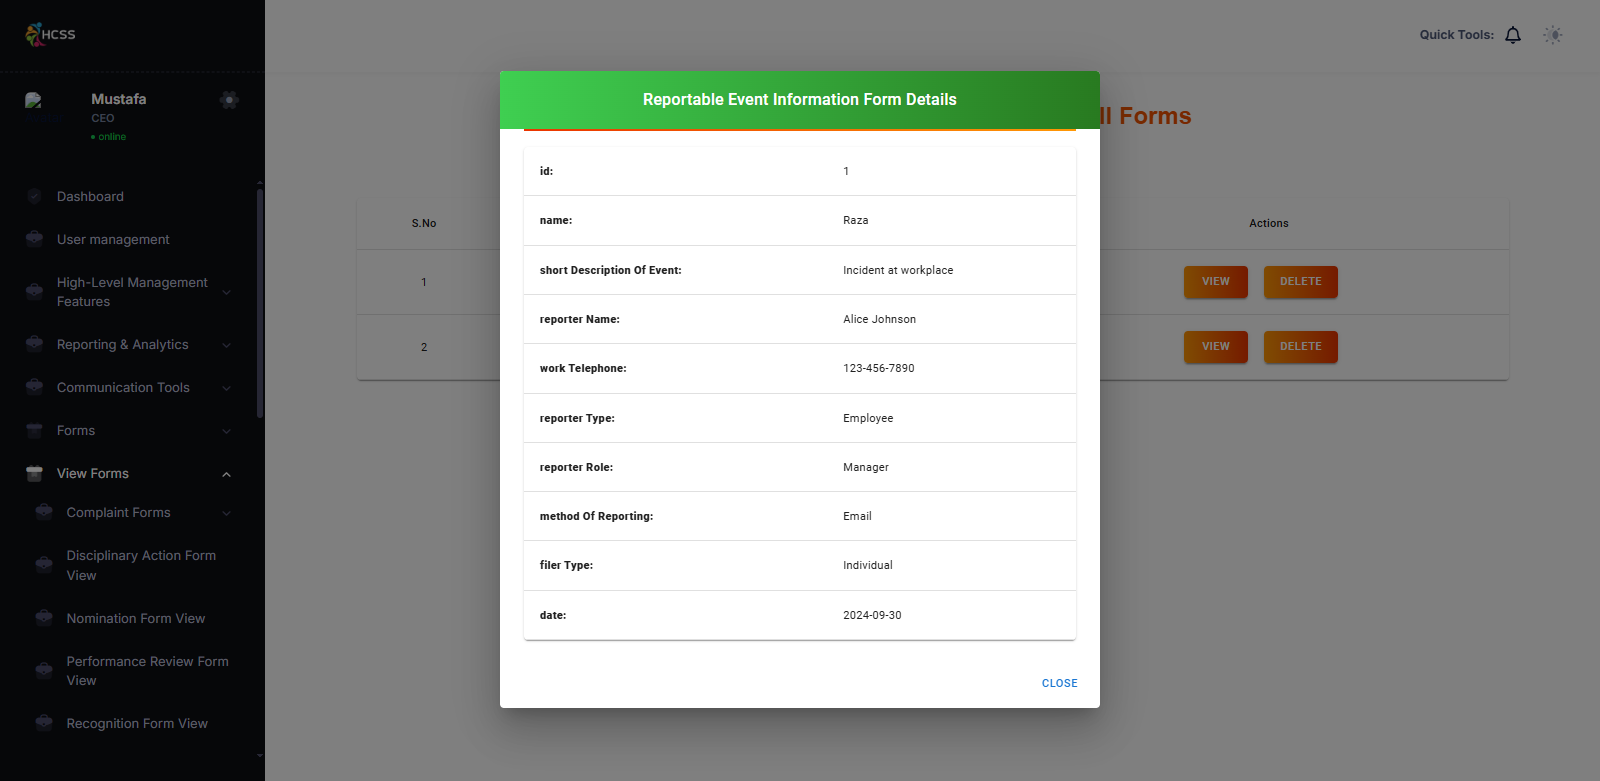 HCSS
Mustafa
CEO
online
Dashboard
User management
High-Level Management
Features
Reporting & Analytics
Communication Tools
Forms
View Forms
Complaint Forms
Disciplinary Action Form
View
Nomination Form View
Performance Review Form
View
Recognition Form View
Quick Tools:
ll Forms
S.No
Actions
1
VIEW
DELETE
2
VIEW
DELETE
Reportable Event Information Form Details
id:
1
name:
Raza
short Description Of Event:
Incident at workplace
reporter Name:
Alice Johnson
work Telephone:
123-456-7890
reporter Type:
Employee
reporter Role:
Manager
method Of Reporting:
Email
filer Type:
Individual
date:
2024-09-30
CLOSE